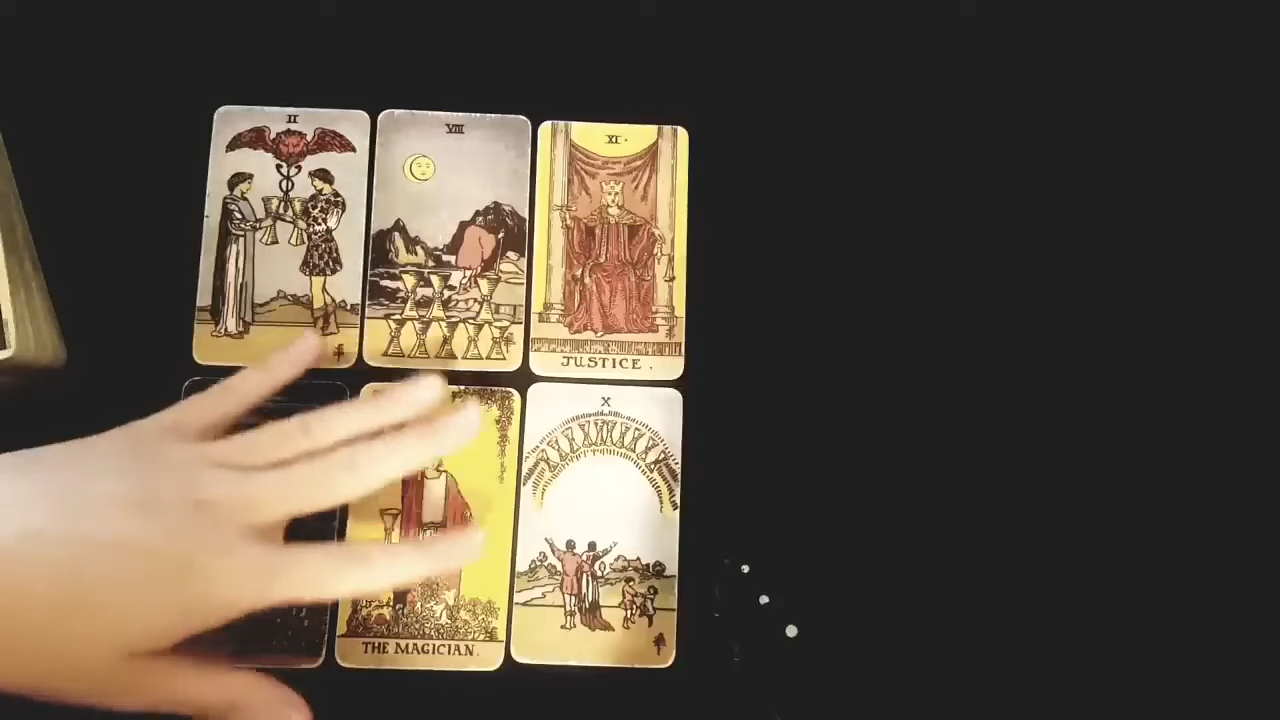 II
VIII
XI.
JUSTICE.
X
THE MAGICIAN.